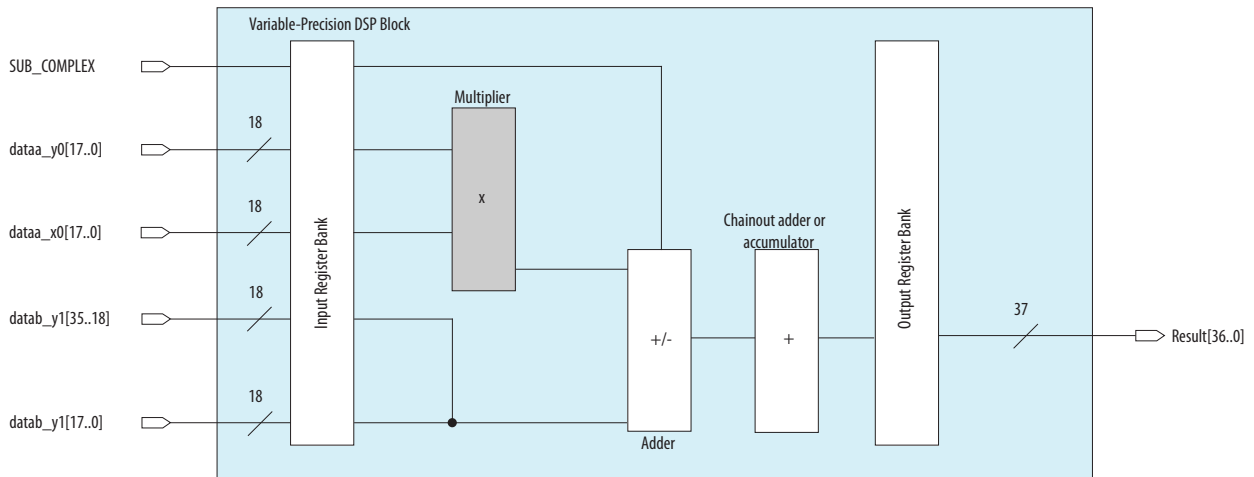 Variable-Precision DSP Block
SUB_COMPLEX
Multiplier
18
dataa_y0[17..0]
x
18
dataa_x0[17..0]
Input Register Bank
Chainout adder or
accumulator
Output Register Bank
18
datab_y1[35..18]
37
+/-
+
Result[36..0]
18
datab_y1[17..0]
Adder